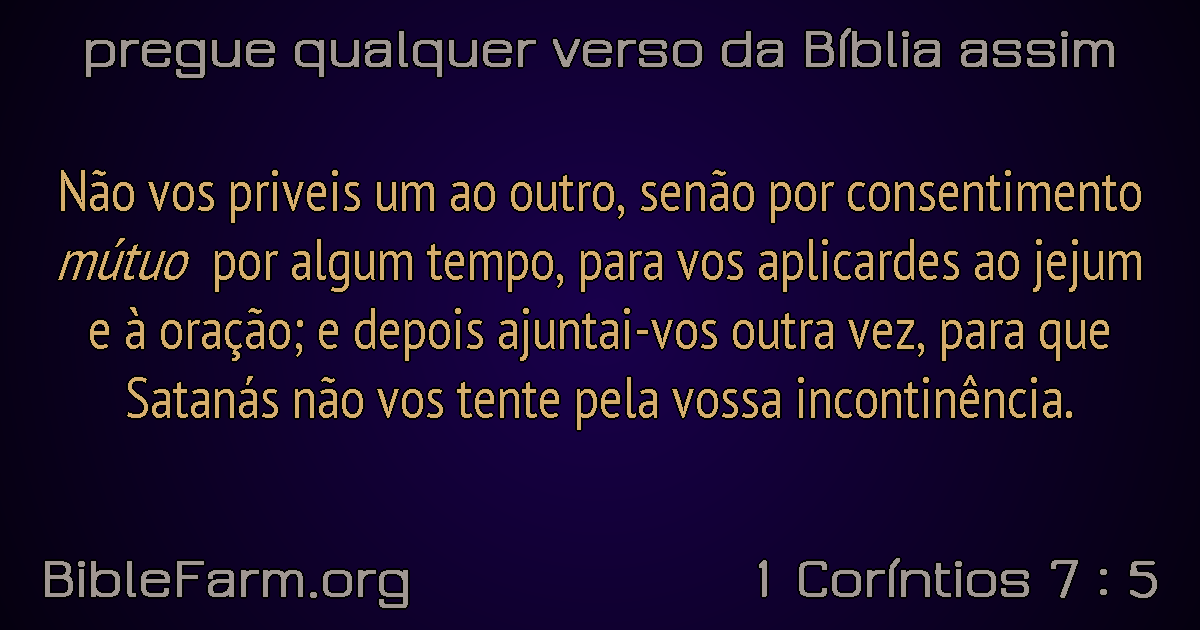 pregue qualquer verso da Bíblia assim
Não vos priveis um ao outro, senão por consentimento
mútuo por algum tempo, para vos aplicardes ao jejum
e à oração; e depois ajuntai-vos outra vez, para que
Satanás não vos tente pela vossa incontinência.
BibleFarm.org
1 Coríntios 7 : 5